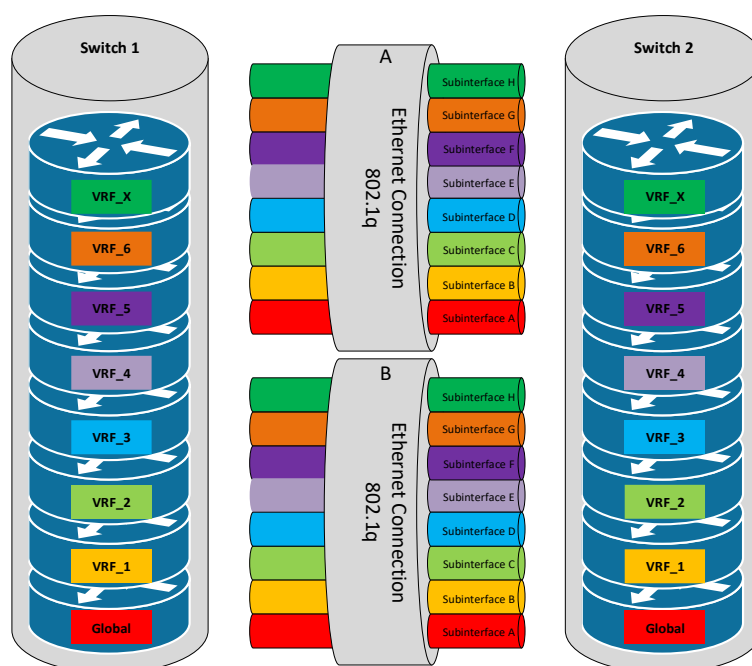 Switch 1
VRF_X
VRF_6
VRF_5
VRF_4
VRF_3
VRF_2
VRF_1
Global
A
Ethernet Connection
802.1q
Subinterface H
Subinterface G
Subinterface F
Subinterface E
Subinterface D
Subinterface C
Subinterface B
Subinterface A
B
Ethernet Connection
802.1q
Subinterface H
Subinterface G
Subinterface F
Subinterface E
Subinterface D
Subinterface C
Subinterface B
Subinterface A
Switch 2
VRF_X
VRF_6
VRF_5
VRF_4
VRF_3
VRF_2
VRF_1
Global